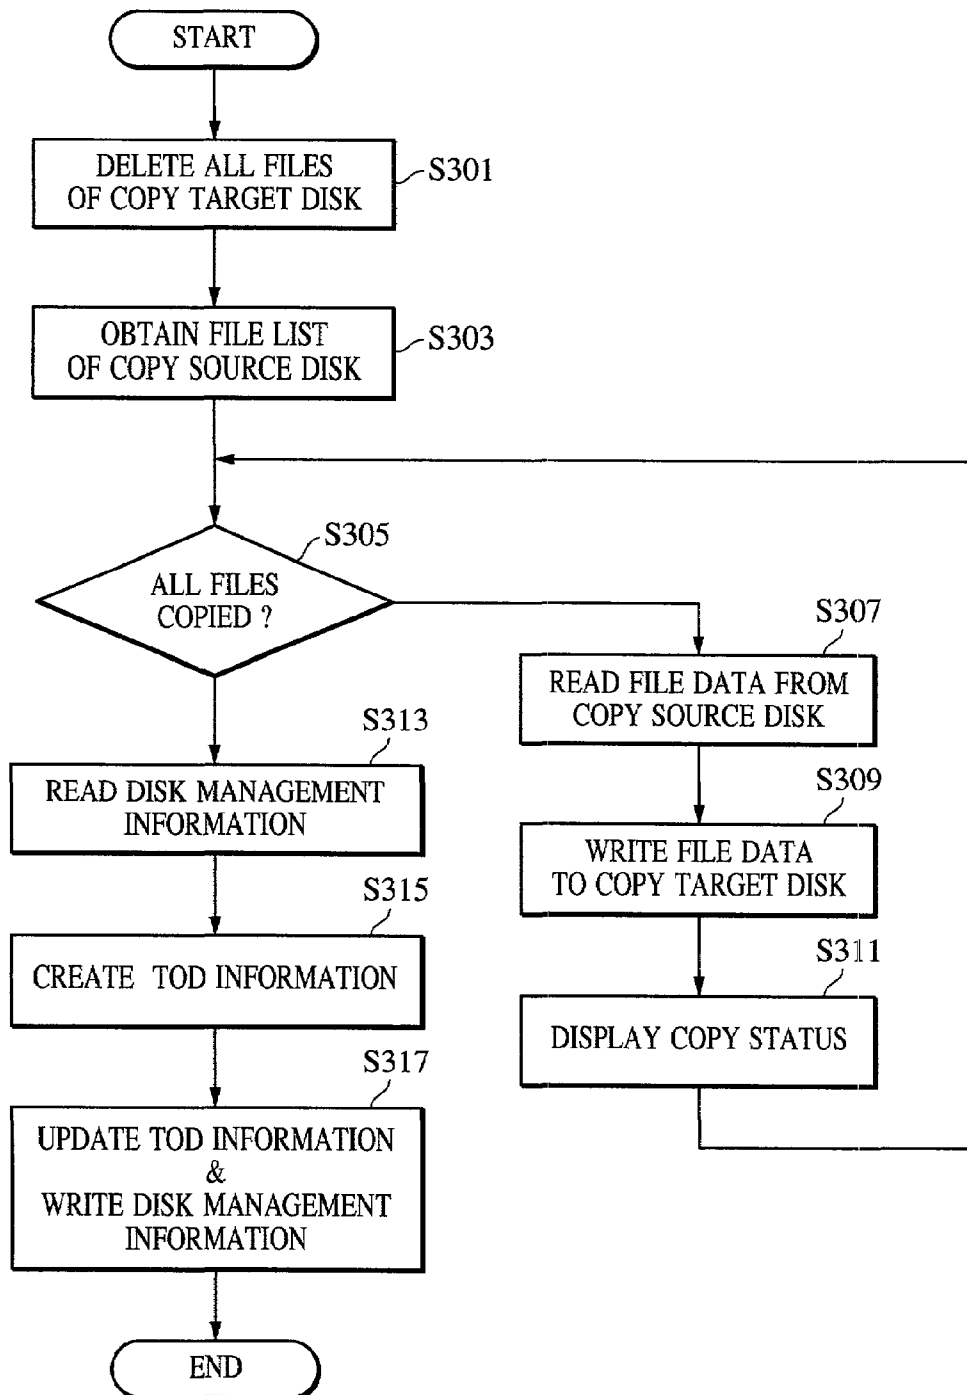 START
DELETE ALL FILES
OF COPY TARGET DISK
S301
OBTAIN FILE LIST
OF COPY SOURCE DISK
S303
S305
ALL FILES
COPIED ?
S307
READ FILE DATA FROM
COPY SOURCE DISK
S309
WRITE FILE DATA
TO COPY TARGET DISK
S311
DISPLAY COPY STATUS
S313
READ DISK MANAGEMENT
INFORMATION
S315
CREATE TOD INFORMATION
S317
UPDATE TOD INFORMATION
&
WRITE DISK MANAGEMENT
INFORMATION
END